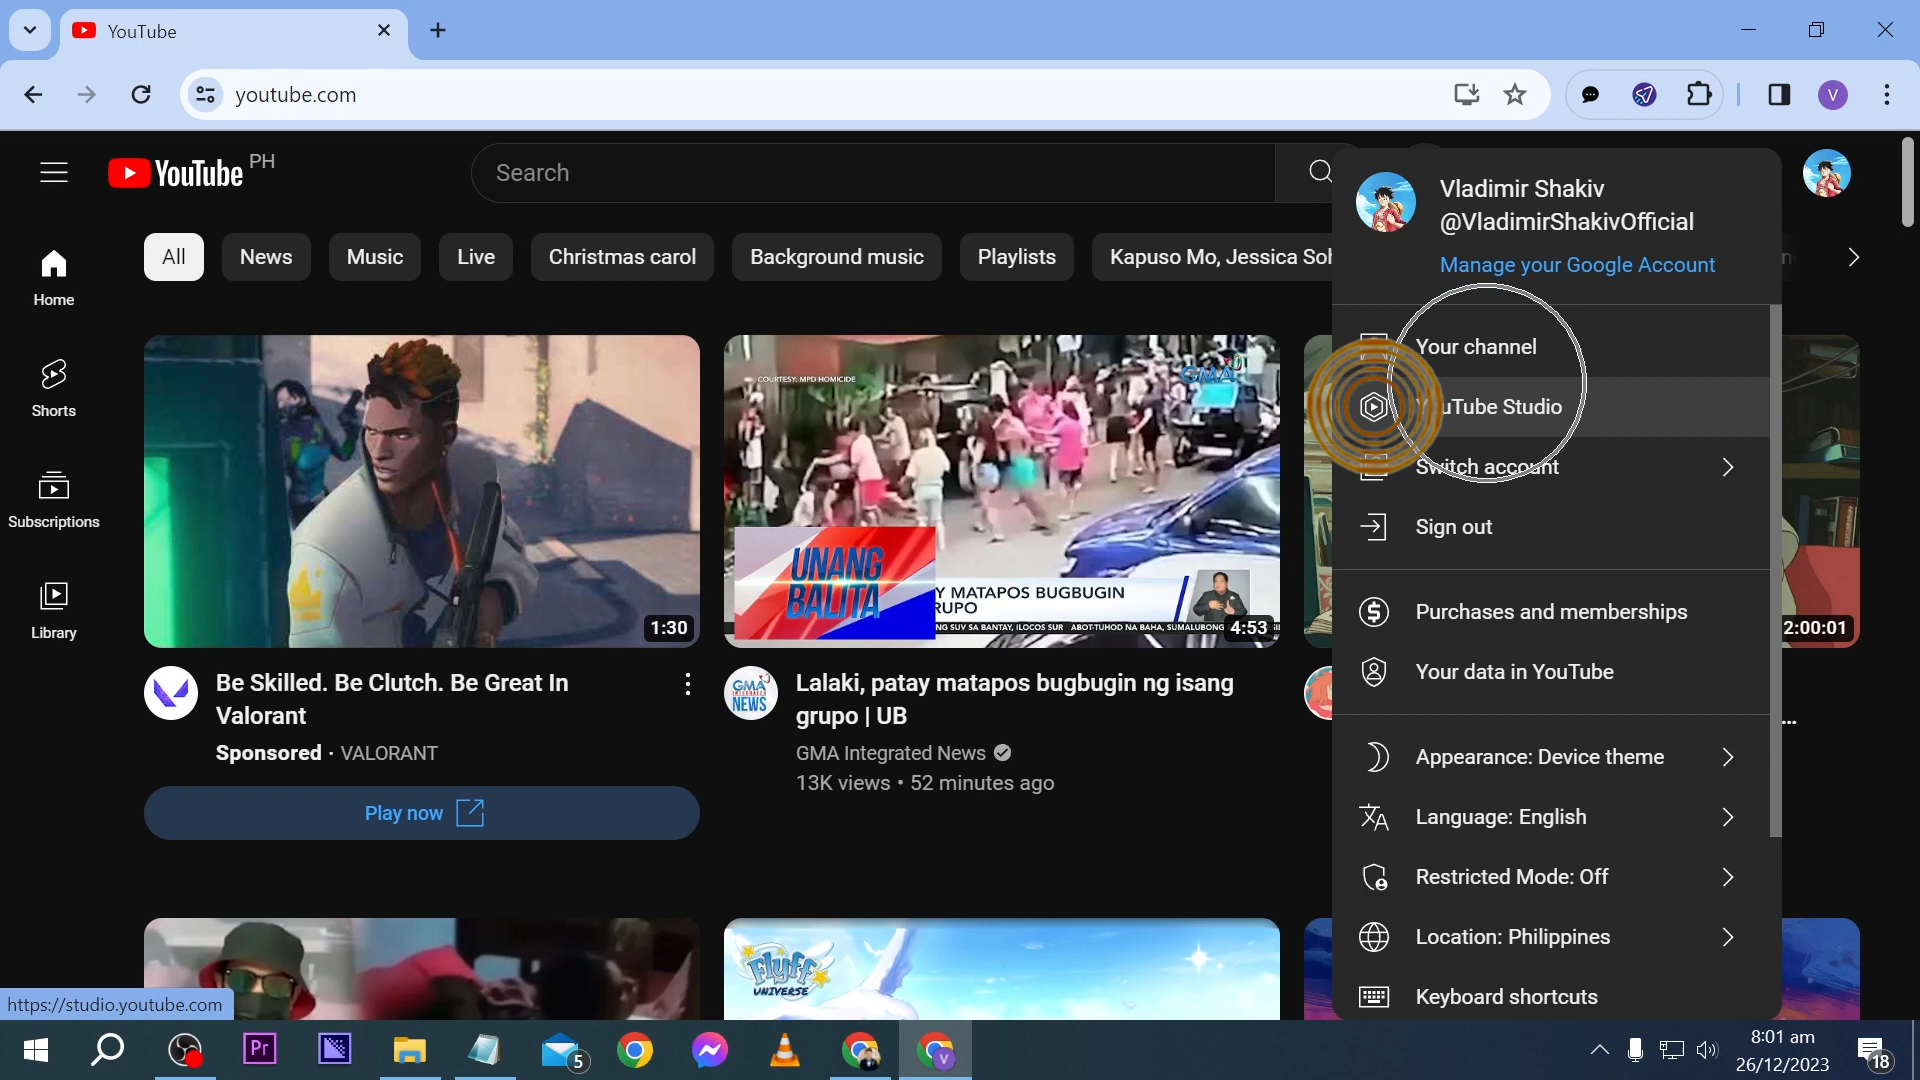 YouTube
youtube.com
V
YouTube PH
Search
Vladimir Shakiv
@VladimirShakivOfficial
Manage your Google Account
All
News
Music
Live
Christmas carol
Background music
Playlists
Kapuso Mo, Jessica Soh
Home
Shorts
Subscriptions
Library
COURTESY: MPD HOMICIDE
GMA
UNANG
BALITA
Y MATAPOS BUGBUGIN
RUPO
NG SUV SA BANTAY, ILOCOS SUR ABOT-TUHOD NA BAHA, SUMALUBONG
1:30
4:53
2:00:01
Be Skilled. Be Clutch. Be Great In
Valorant
Sponsored · VALORANT
Play now
GMA
INTEGRATED
NEWS
Lalaki, patay matapos bugbugin ng isang
grupo | UB
GMA Integrated News
13K views • 52 minutes ago
...
Your channel
YouTube Studio
Switch account
Sign out
Purchases and memberships
Your data in YouTube
Appearance: Device theme
Language: English
Restricted Mode: Off
Location: Philippines
Keyboard shortcuts
Flyff
UNIVERSE
https://studio.youtube.com
Pr
5
V
8:01 am
26/12/2023
18